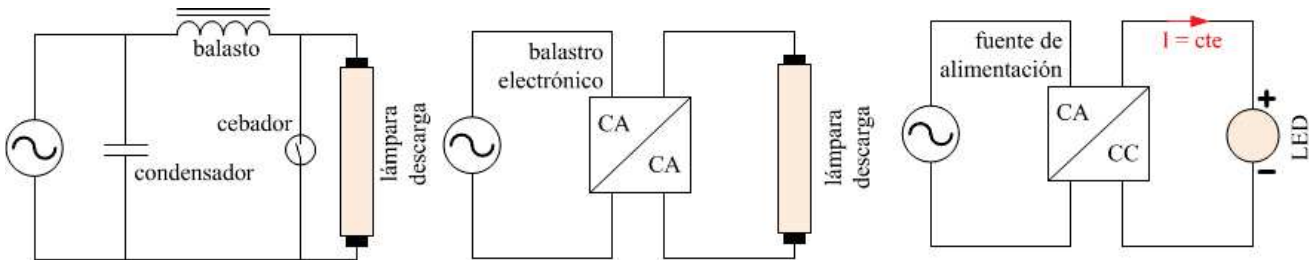 balasto
cebador
condensador
lámpara
descarga
balastro
electrónico
CA
CA
lámpara
descarga
fuente de
alimentación
CA
CC
I = cte
+
−
LED